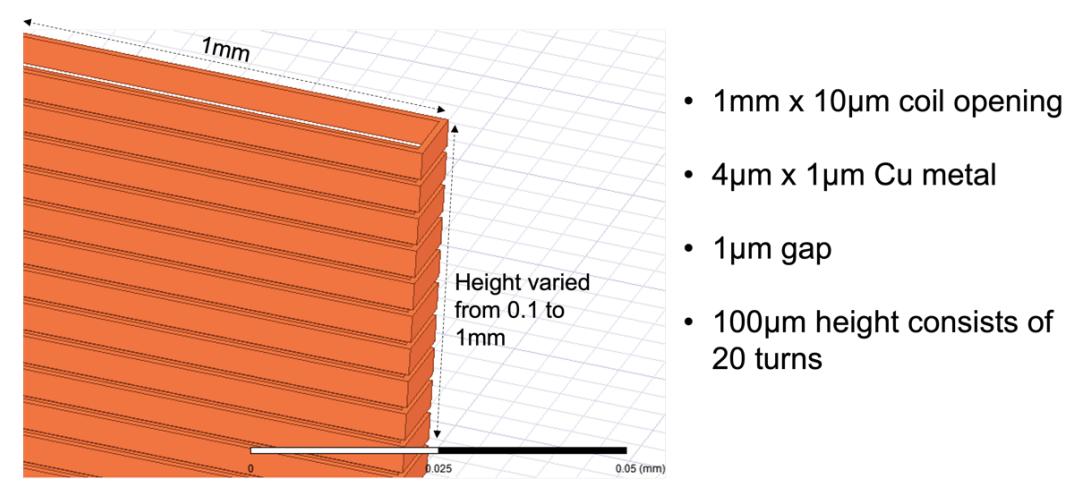 1mm
Height varied
from 0.1 to
1mm
0
0.025
0.05 (mm)
• 1mm x 10μm coil opening
• 4μm x 1μm Cu metal
• 1μm gap
• 100μm height consists of
20 turns